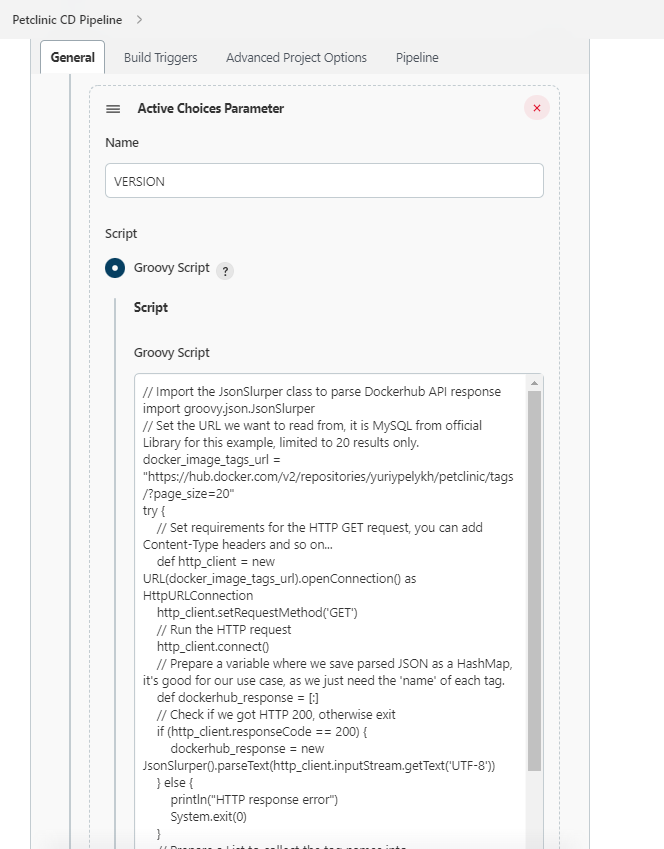 Petclinic CD Pipeline >
General Build Triggers Advanced Project Options Pipeline
Active Choices Parameter
Name
VERSION
Script
Groovy Script ?
Script
Groovy Script
// Import the JsonSlurper class to parse Dockerhub API response
import groovy.json.JsonSlurper
// Set the URL we want to read from, it is MySQL from official
Library for this example, limited to 20 results only.
docker_image_tags_url =
"https://hub.docker.com/v2/repositories/yuriypelykh/petclinic/tags
/?page_size=20"
try {
// Set requirements for the HTTP GET request, you can add
Content-Type headers and so on...
def http_client = new
URL(docker_image_tags_url).openConnection() as
HttpURLConnection
http_client.setRequestMethod('GET')
// Run the HTTP request
http_client.connect()
// Prepare a variable where we save parsed JSON as a HashMap,
it's good for our use case, as we just need the 'name' of each tag.
def dockerhub_response = [:]
// Check if we got HTTP 200, otherwise exit
if (http_client.responseCode == 200) {
dockerhub_response = new
JsonSlurper().parseText(http_client.inputStream.getText('UTF-8'))
} else {
println("HTTP response error")
System.exit(0)
}
// Prepare a List to collect the tag names into